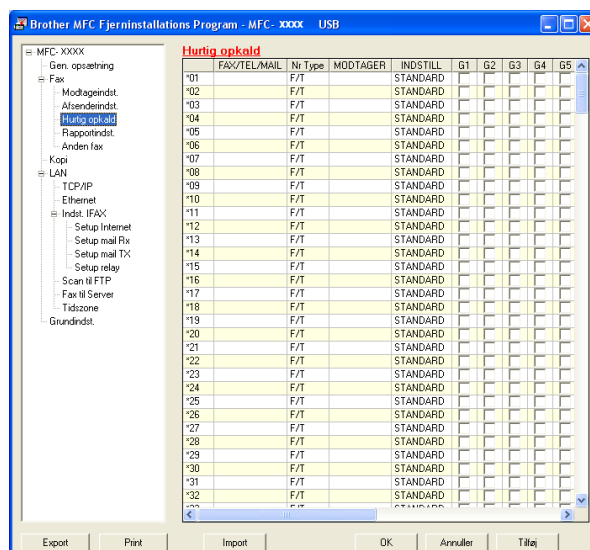 Brother MFC Fjerninstallations Program - MFC- XXXX USB
MFC- XXXX
Gen. opsætning
Fax
Modtageindst.
Afsenderindst.
Hurtig opkald
Rapportindst.
Anden fax
Kopi
LAN
TCP/IP
Ethernet
Indst. IFAX
Setup Internet
Setup mail Rx
Setup mail TX
Setup relay
Scan til FTP
Fax til Server
Tidszone
Grundindst.
Hurtig opkald
FAX/TEL/MAIL Nr Type MODTAGER INDSTILL G1 G2 G3 G4 G5
*01 F/T STANDARD
*02 F/T STANDARD
*03 F/T STANDARD
*04 F/T STANDARD
*05 F/T STANDARD
*06 F/T STANDARD
*07 F/T STANDARD
*08 F/T STANDARD
*09 F/T STANDARD
*10 F/T STANDARD
*11 F/T STANDARD
*12 F/T STANDARD
*13 F/T STANDARD
*14 F/T STANDARD
*15 F/T STANDARD
*16 F/T STANDARD
*17 F/T STANDARD
*18 F/T STANDARD
*19 F/T STANDARD
*20 F/T STANDARD
*21 F/T STANDARD
*22 F/T STANDARD
*23 F/T STANDARD
*24 F/T STANDARD
*25 F/T STANDARD
*26 F/T STANDARD
*27 F/T STANDARD
*28 F/T STANDARD
*29 F/T STANDARD
*30 F/T STANDARD
*31 F/T STANDARD
*32 F/T STANDARD
Export Print Import OK Annuller Tilføj